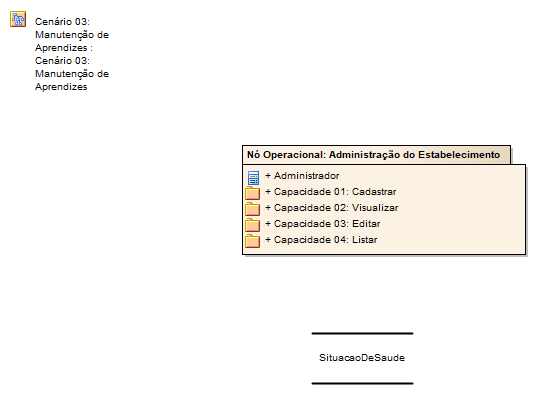 Cenário 03:
Manutenção de
Aprendizes :
Cenário 03:
Manutenção de
Aprendizes
Nó Operacional: Administração do Estabelecimento
+ Administrador
+ Capacidade 01: Cadastrar
+ Capacidade 02: Visualizar
+ Capacidade 03: Editar
+ Capacidade 04: Listar
SituacaoDeSaude